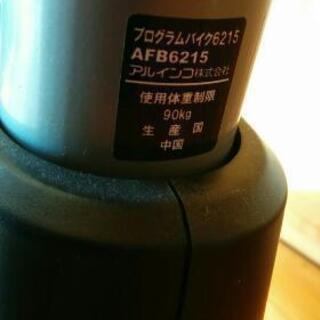 プログラムバイク6215
AFB6215
アルインコ株式会社
使用体重制限
90kg
生産国
中国